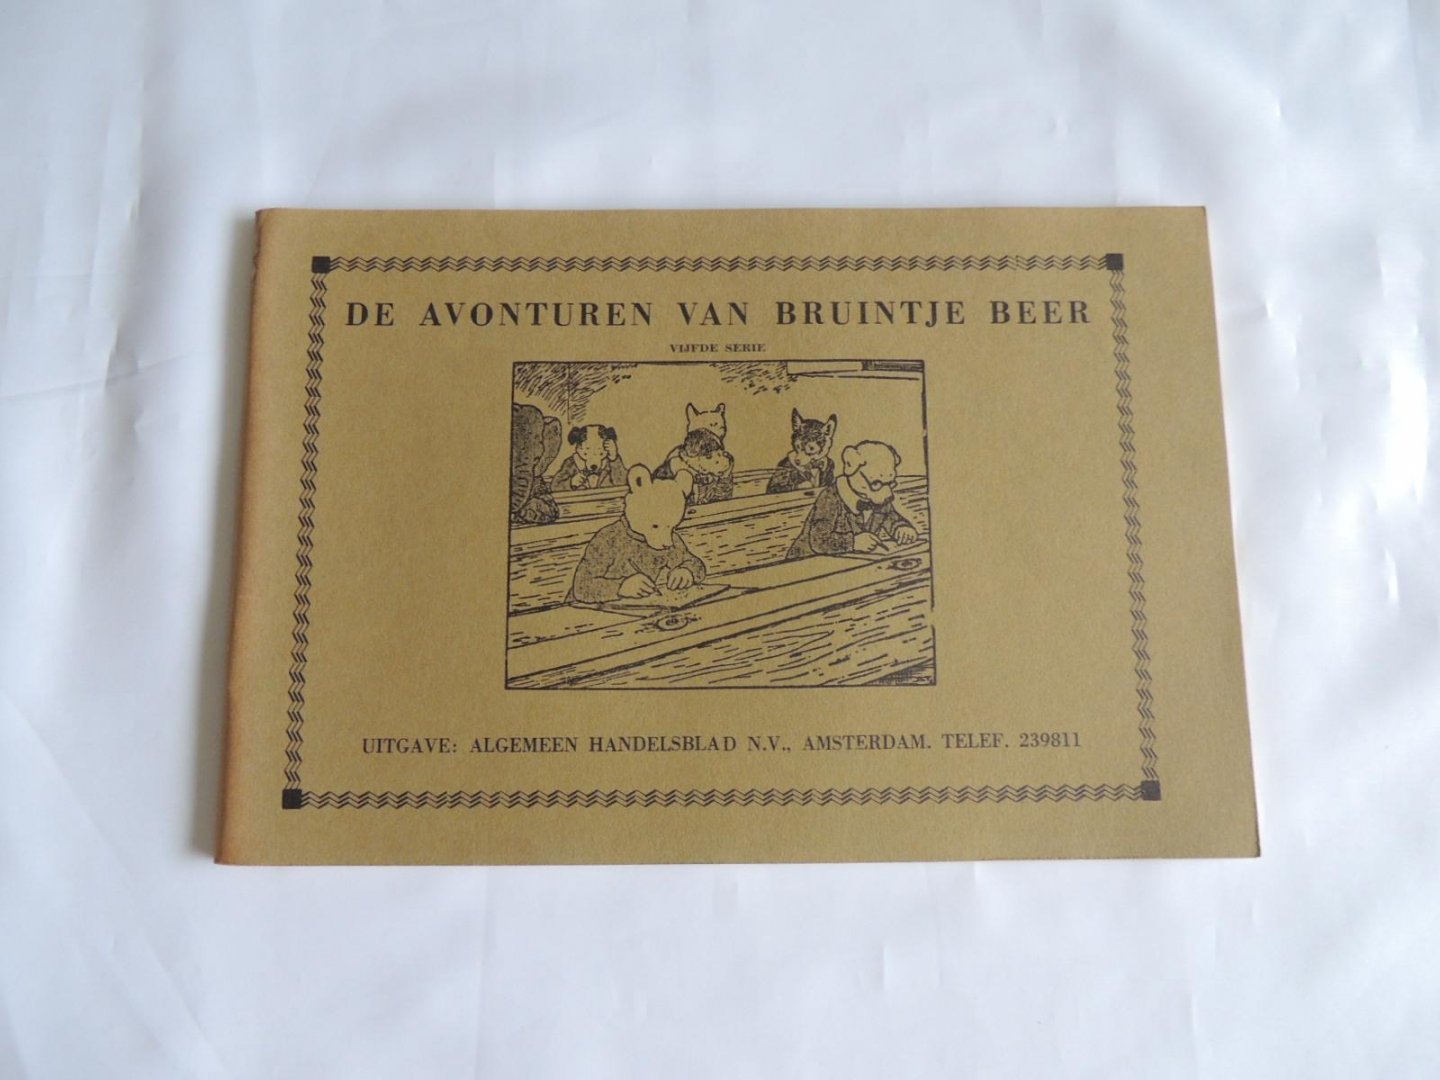 DE AVONTUREN VAN BRUINTJE BEER
VIJFDE SERIE
UITGAVE: ALGEMEEN HANDELSBLAD N.V., AMSTERDAM. TELEF. 239811